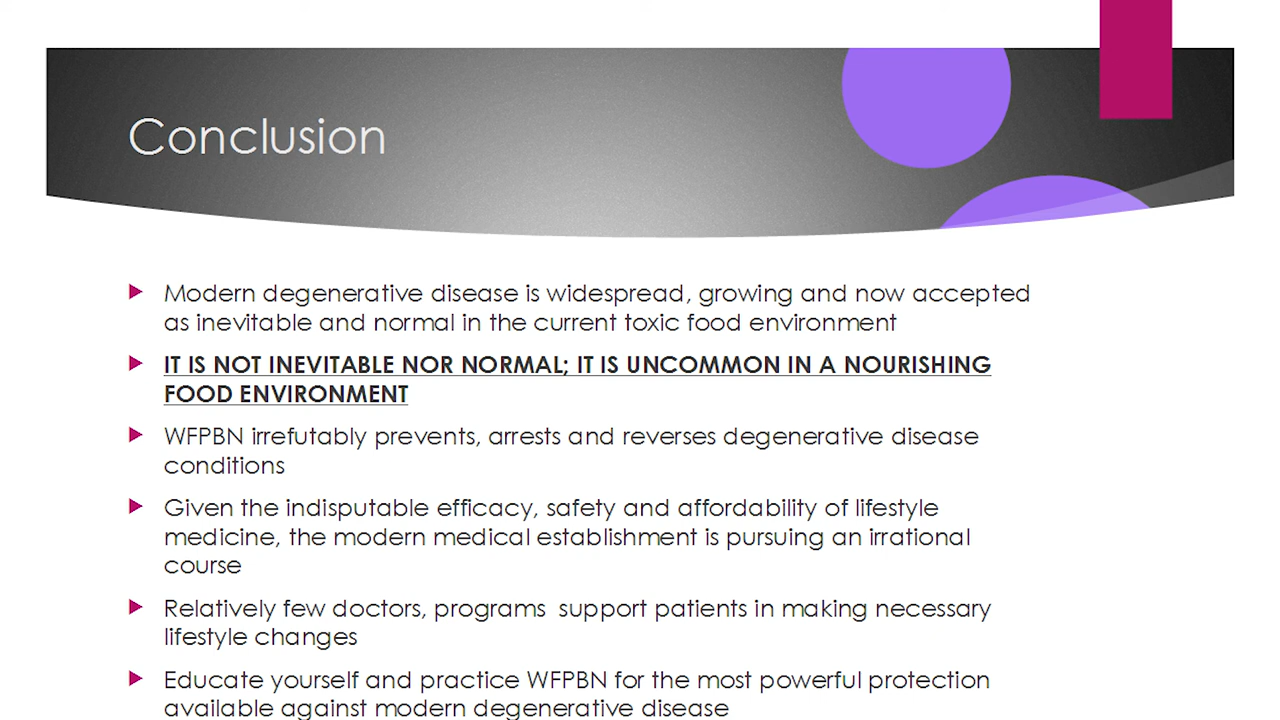 Conclusion
Modern degenerative disease is widespread, growing and now accepted
as inevitable and normal in the current toxic food environment
IT IS NOT INEVITABLE NOR NORMAL; IT IS UNCOMMON IN A NOURISHING
FOOD ENVIRONMENT
WFPBN irrefutably prevents, arrests and reverses degenerative disease
conditions
Given the indisputable efficacy, safety and affordability of lifestyle
medicine, the modern medical establishment is pursuing an irrational
course
Relatively few doctors, programs  support patients in making necessary
lifestyle changes
Educate yourself and practice WFPBN for the most powerful protection
available against modern degenerative disease